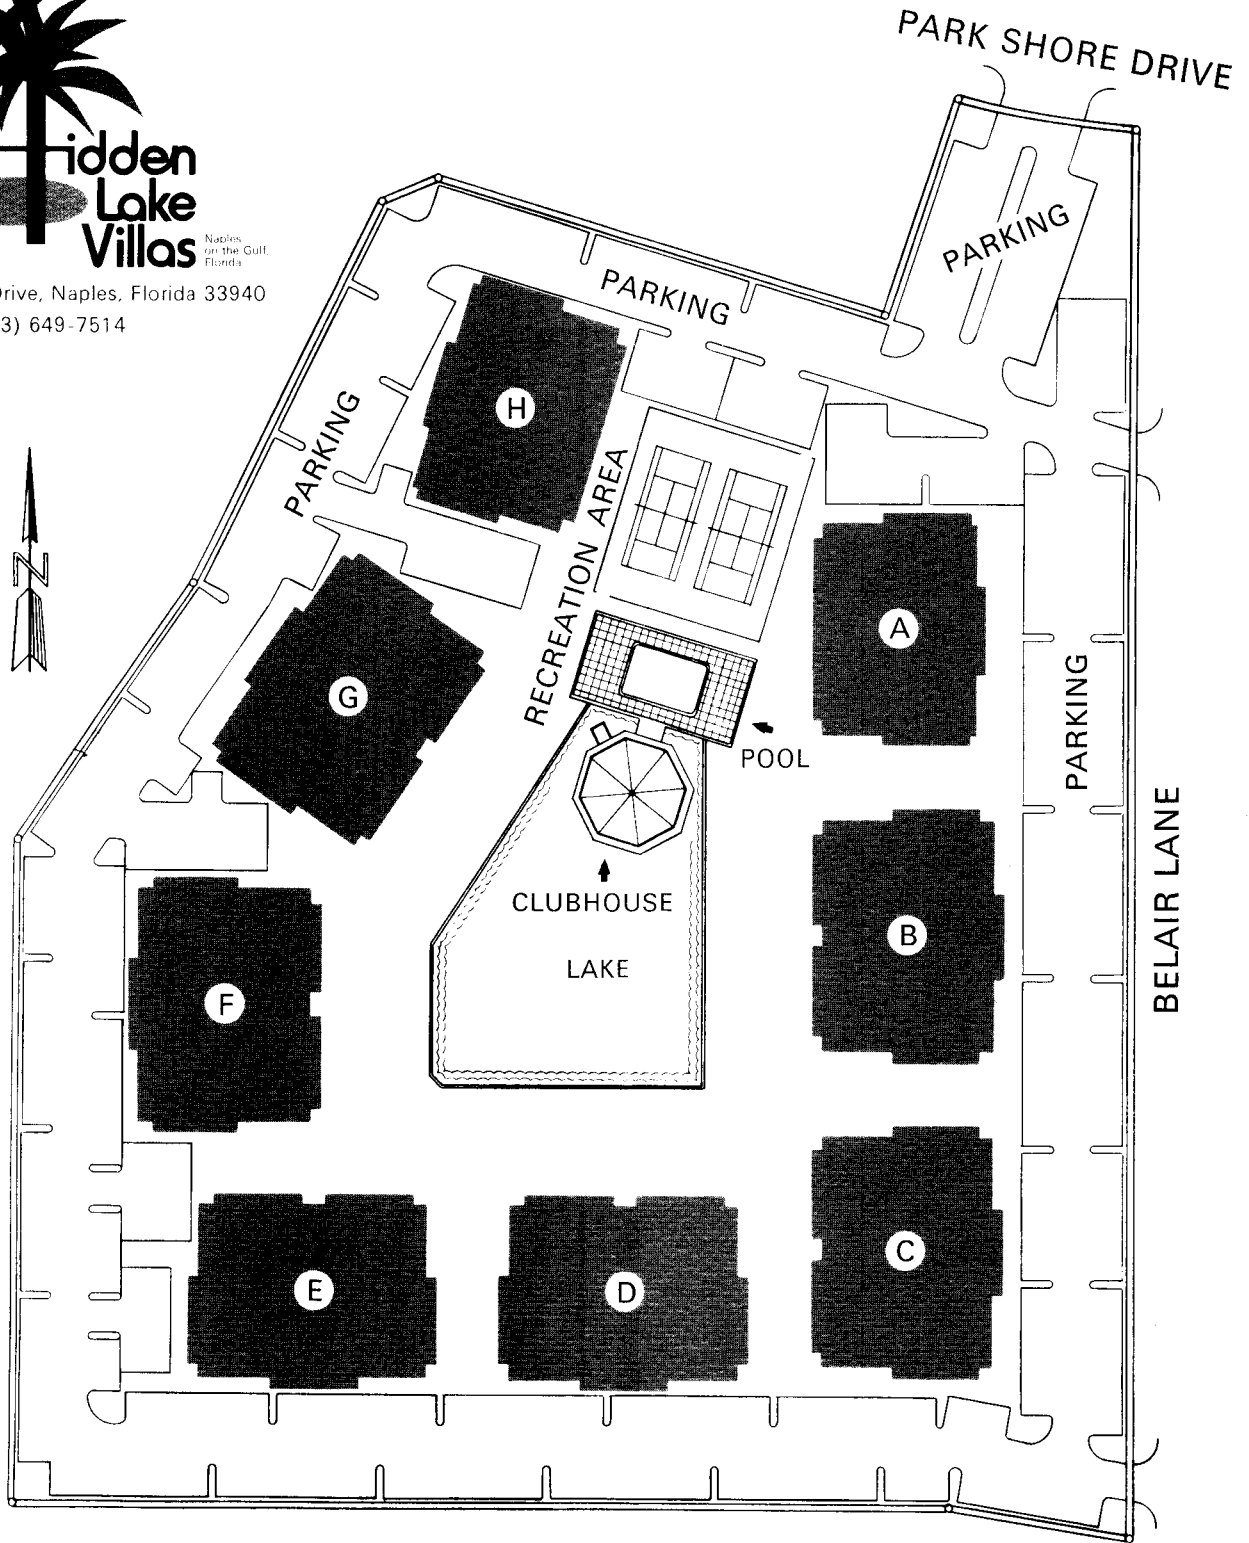 PARK SHORE DRIVE
idden
Lake
Villas
Naples
on the Gulf,
Florida
Drive, Naples, Florida 33940
3) 649-7514
PARKING
PARKING
PARKING
H
RECREATION AREA
N
A
G
PARKING
POOL
BELAIR LANE
CLUBHOUSE
B
LAKE
F
C
E
D